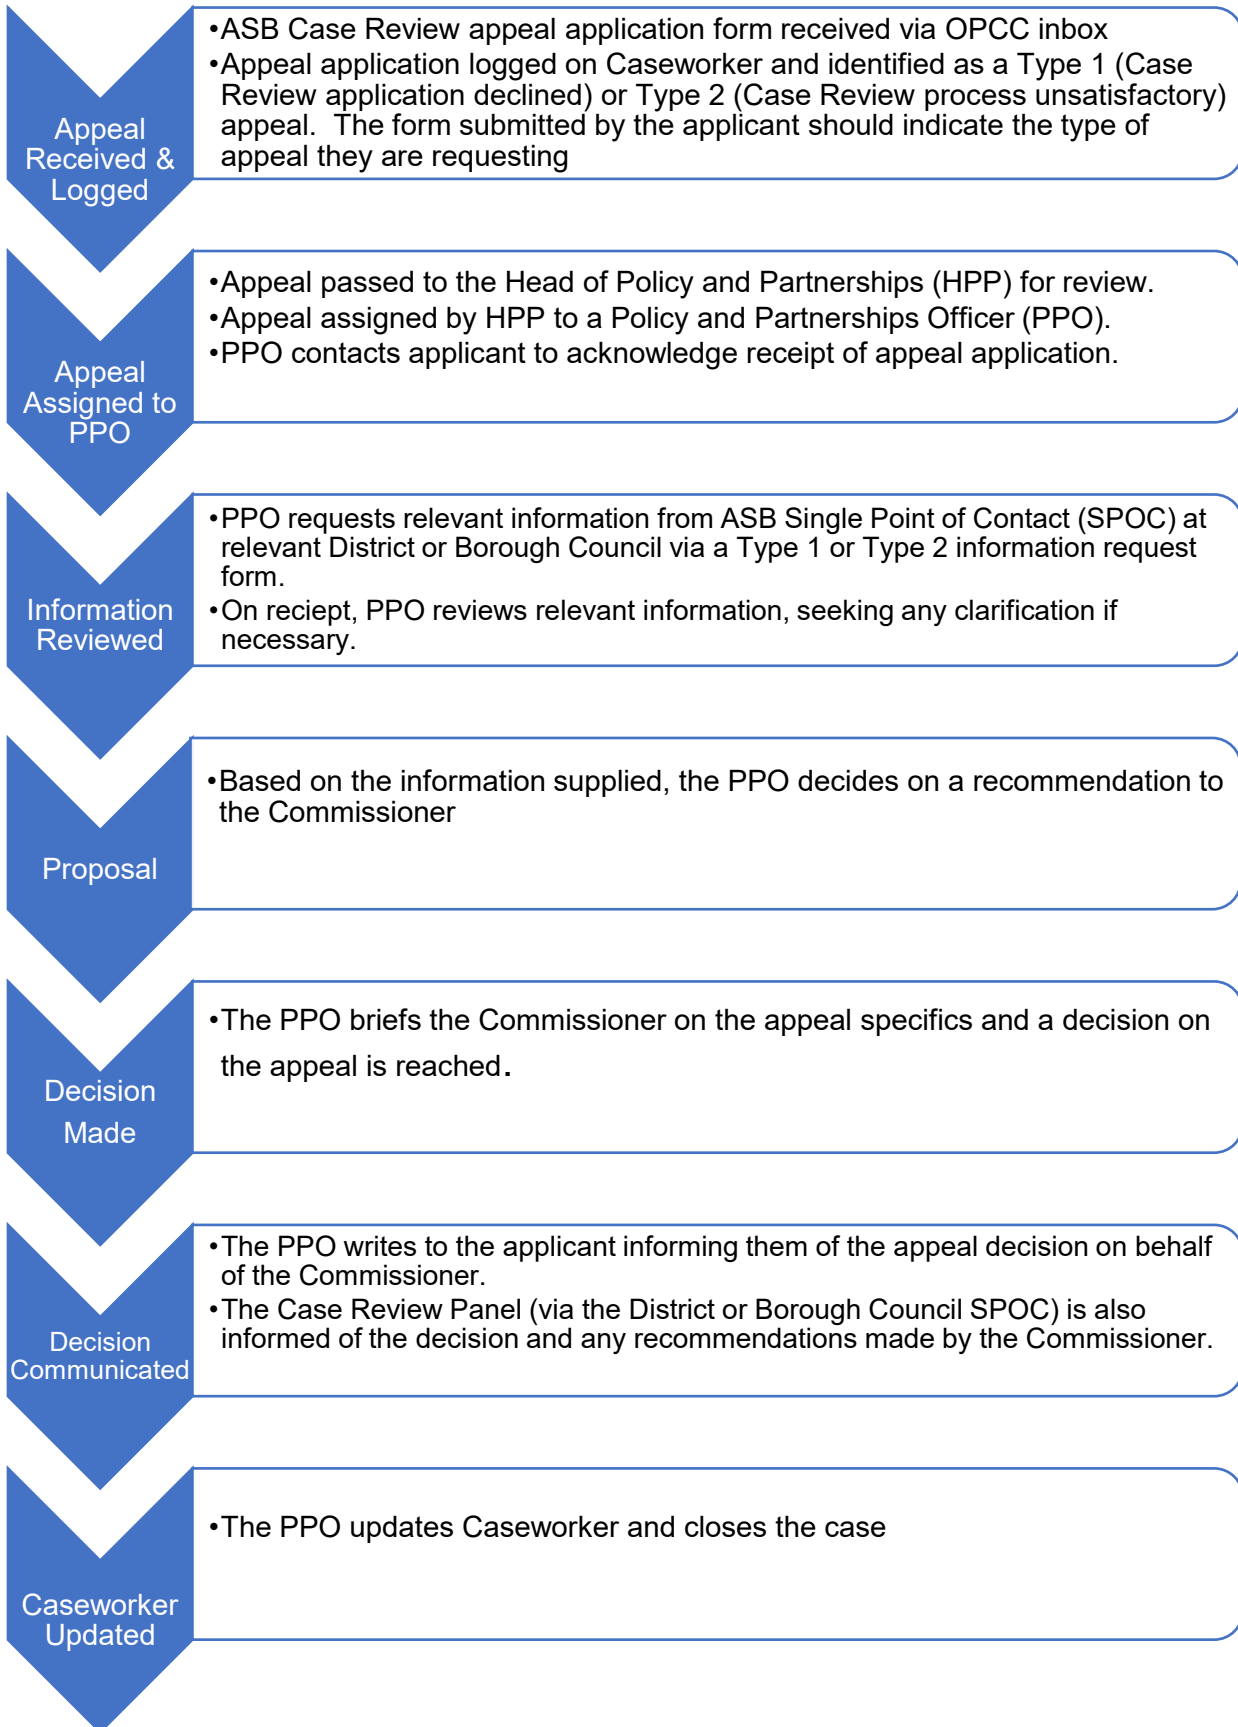 Appeal
Received &
Logged
•ASB Case Review appeal application form received via OPCC inbox
•Appeal application logged on Caseworker and identified as a Type 1 (Case
Review application declined) or Type 2 (Case Review process unsatisfactory)
appeal.  The form submitted by the applicant should indicate the type of
appeal they are requesting
Appeal
Assigned to
PPO
•Appeal passed to the Head of Policy and Partnerships (HPP) for review.
•Appeal assigned by HPP to a Policy and Partnerships Officer (PPO).
•PPO contacts applicant to acknowledge receipt of appeal application.
Information
Reviewed
•PPO requests relevant information from ASB Single Point of Contact (SPOC) at
relevant District or Borough Council via a Type 1 or Type 2 information request
form.
•On reciept, PPO reviews relevant information, seeking any clarification if
necessary.
Proposal
•Based on the information supplied, the PPO decides on a recommendation to
the Commissioner
Decision
Made
•The PPO briefs the Commissioner on the appeal specifics and a decision on
the appeal is reached.
Decision
Communicated
•The PPO writes to the applicant informing them of the appeal decision on behalf
of the Commissioner.
•The Case Review Panel (via the District or Borough Council SPOC) is also
informed of the decision and any recommendations made by the Commissioner.
Caseworker
Updated
•The PPO updates Caseworker and closes the case